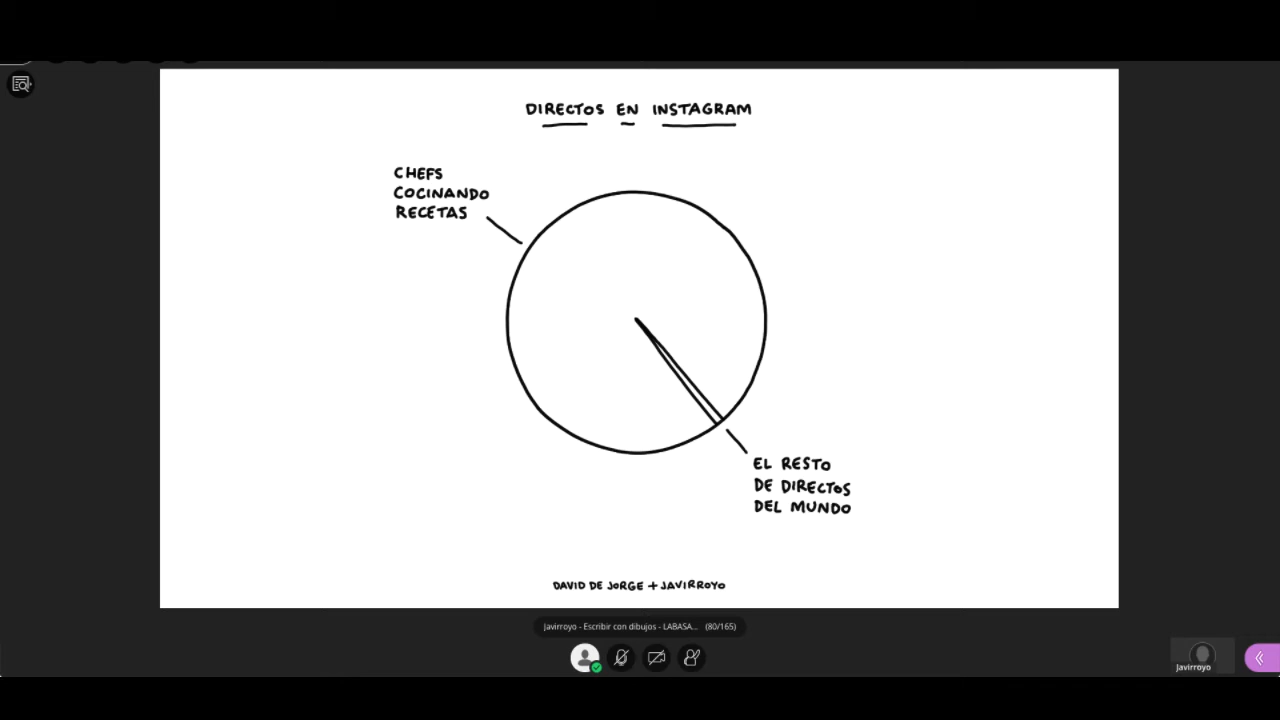 DIRECTOS EN INSTAGRAM
CHEFS
COCINANDO
RECETAS
EL RESTO
DE DIRECTOS
DEL MUNDO
DAVID DE JORGE + JAVIRROYO
Javirroyo - Escribir con dibujos - LABASA... (80/165)
Javirroyo